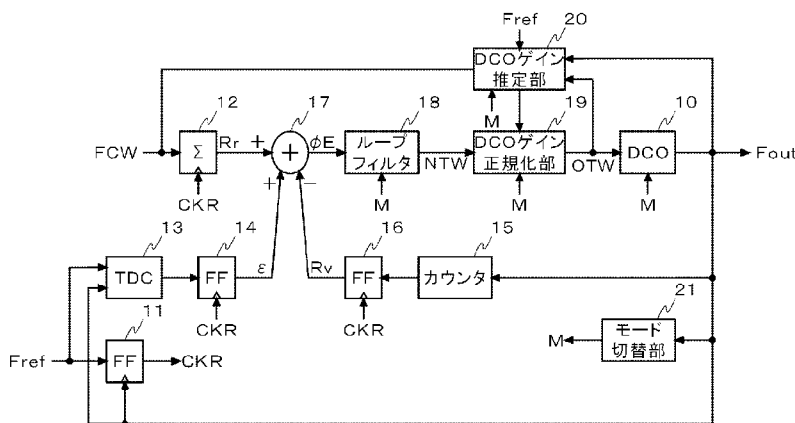 Fref
20
DCOゲイン
推定部
M
12
17
18
19
10
FCW
Σ
Rr
+
+
ϕE
ループ
フィルタ
NTW
DCOゲイン
正規化部
OTW
DCO
Fout
CKR
+
−
M
M
M
13
14
16
15
TDC
FF
ε
Rv
FF
カウンタ
21
CKR
CKR
M
モード
切替部
11
Fref
FF
CKR